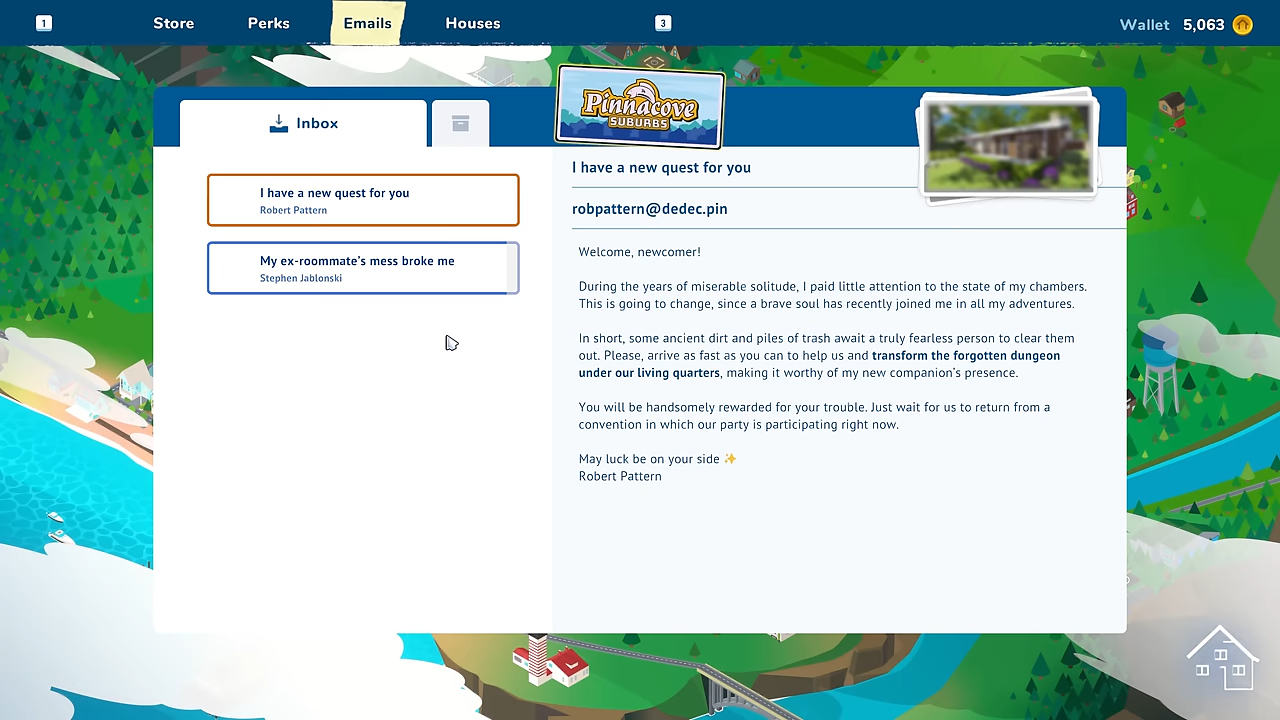 1
Store
Perks
Emails
Houses
3
Wallet 5,063
Inbox
Pinnacove
SUBURBS
I have a new quest for you
Robert Pattern
My ex-roommate's mess broke me
Stephen Jablonski
I have a new quest for you
robpattern@dedec.pin
Welcome, newcomer!
During the years of miserable solitude, I paid little attention to the state of my chambers.
This is going to change, since a brave soul has recently joined me in all my adventures.
In short, some ancient dirt and piles of trash await a truly fearless person to clear them
out. Please, arrive as fast as you can to help us and transform the forgotten dungeon
under our living quarters, making it worthy of my new companion's presence.
You will be handsomely rewarded for your trouble. Just wait for us to return from a
convention in which our party is participating right now.
May luck be on your side ✨
Robert Pattern